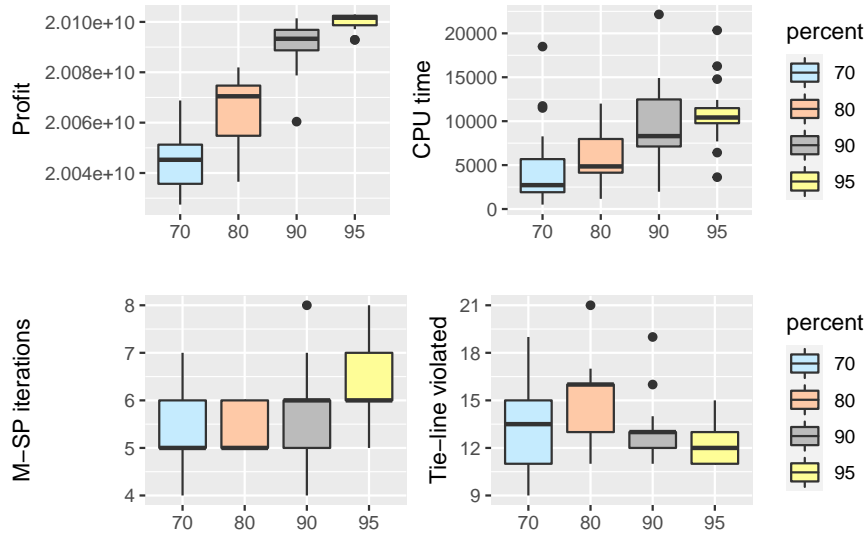 Profit
2.010e+10
2.008e+10
2.006e+10
2.004e+10
70 80 90 95
CPU time
20000
15000
10000
5000
0
70 80 90 95
percent
70
80
90
95
M−SP iterations
8
7
6
5
4
70 80 90 95
Tie−line violated
21
18
15
12
9
70 80 90 95
percent
70
80
90
95